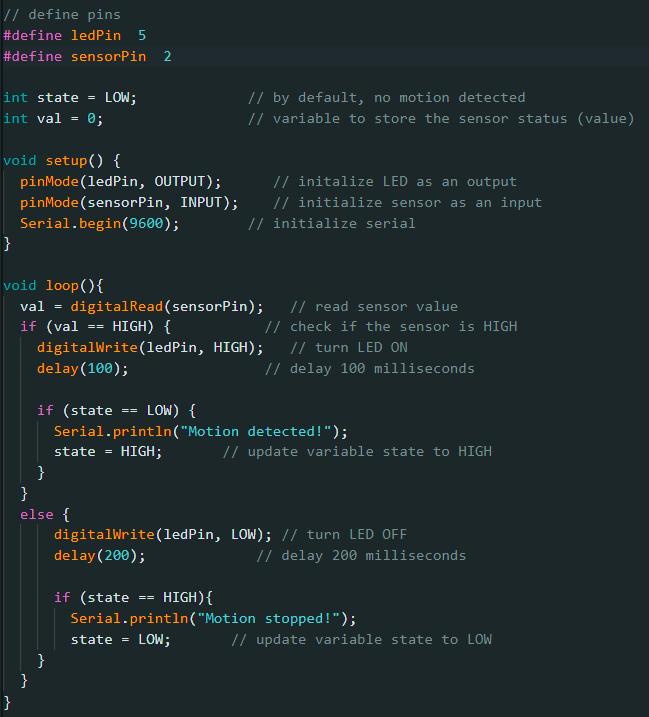 // define pins
#define ledPin  5
#define sensorPin  2

int state = LOW;             // by default, no motion detected
int val = 0;                 // variable to store the sensor status (value)

void setup() {
  pinMode(ledPin, OUTPUT);      // initalize LED as an output
  pinMode(sensorPin, INPUT);    // initialize sensor as an input
  Serial.begin(9600);        // initialize serial
}

void loop(){
  val = digitalRead(sensorPin);   // read sensor value
  if (val == HIGH) {           // check if the sensor is HIGH
    digitalWrite(ledPin, HIGH);   // turn LED ON
    delay(100);                // delay 100 milliseconds

    if (state == LOW) {
      Serial.println("Motion detected!");
      state = HIGH;       // update variable state to HIGH
    }
  }
  else {
      digitalWrite(ledPin, LOW); // turn LED OFF
      delay(200);             // delay 200 milliseconds

      if (state == HIGH){
        Serial.println("Motion stopped!");
        state = LOW;       // update variable state to LOW
    }
  }
}